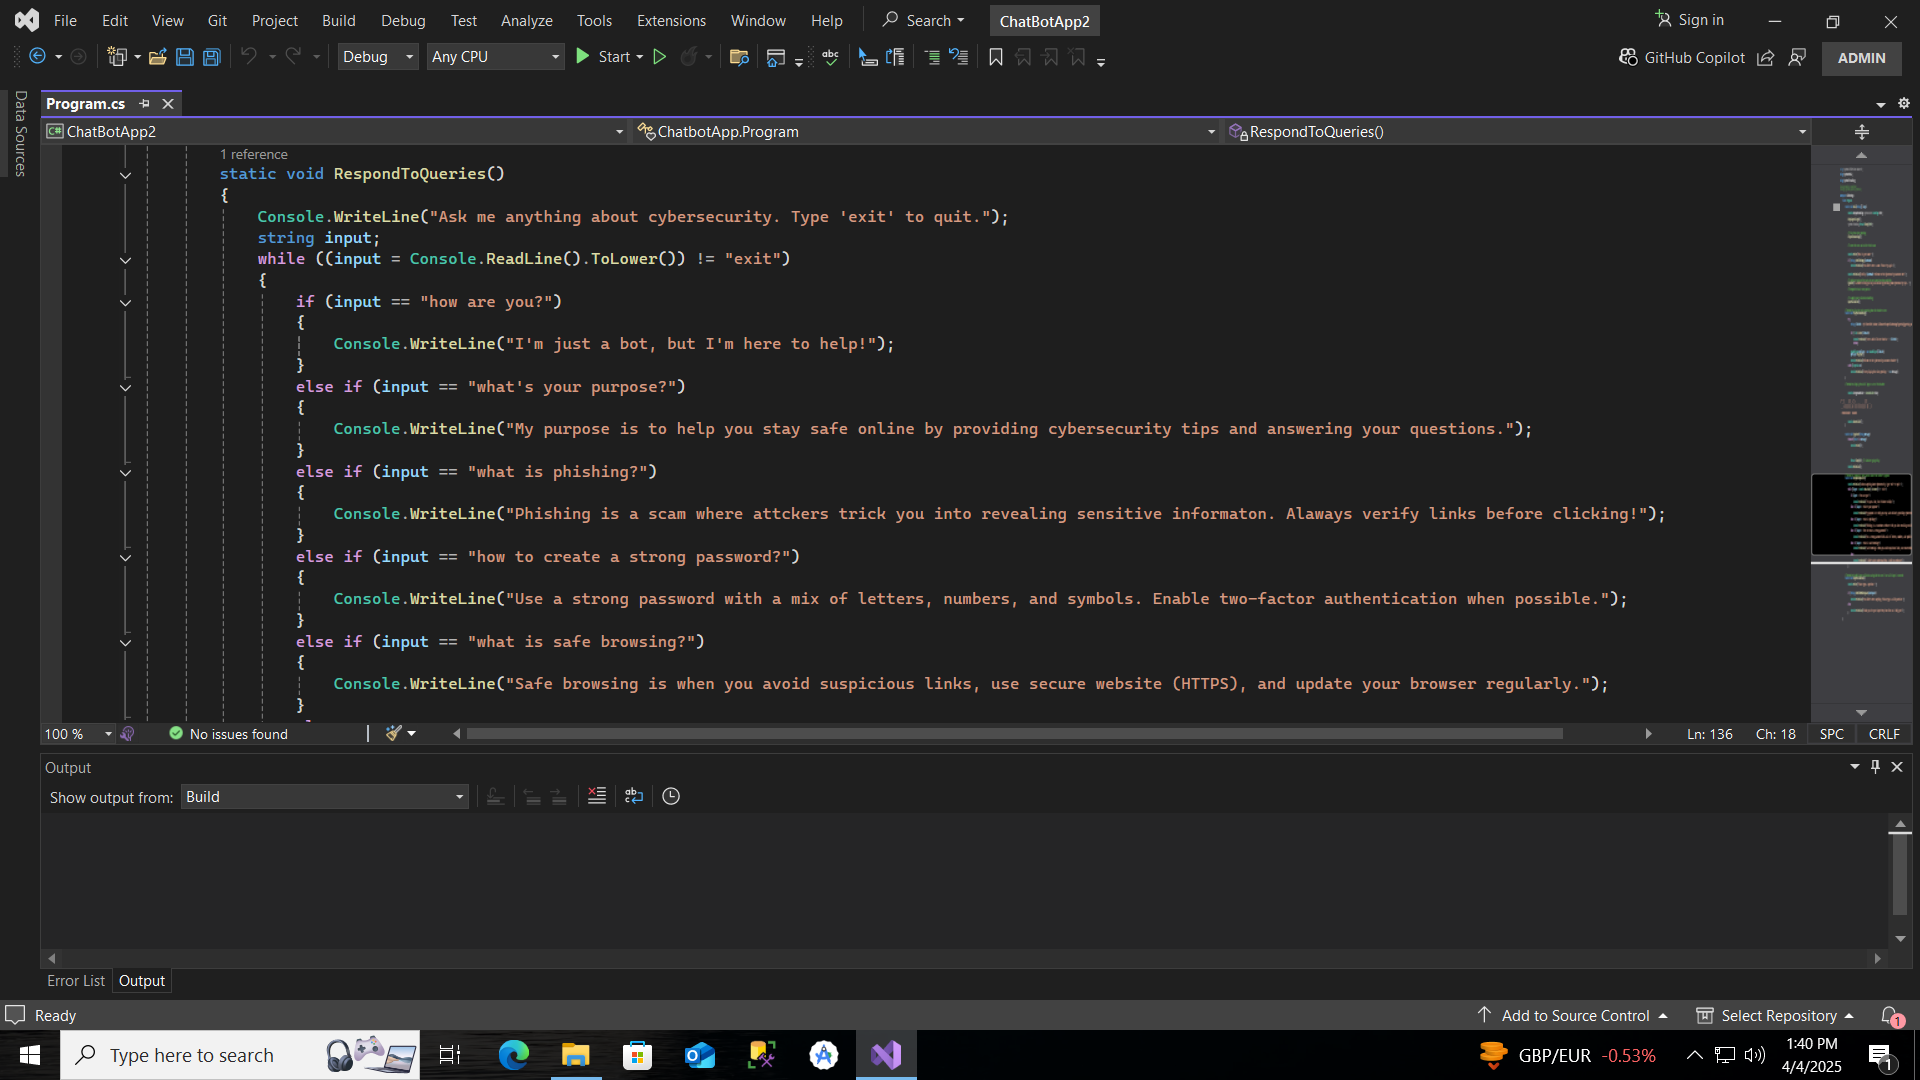 File Edit View Git Project Build Debug Test Analyze Tools Extensions Window Help Search ChatBotApp2 Sign in
Debug Any CPU Start GitHub Copilot ADMIN
Data Sources
Program.cs
ChatBotApp2 ChatbotApp.Program RespondToQueries()
1 reference
static void RespondToQueries()
{
Console.WriteLine("Ask me anything about cybersecurity. Type 'exit' to quit.");
string input;
while ((input = Console.ReadLine().ToLower()) != "exit")
{
if (input == "how are you?")
{
Console.WriteLine("I'm just a bot, but I'm here to help!");
}
else if (input == "what's your purpose?")
{
Console.WriteLine("My purpose is to help you stay safe online by providing cybersecurity tips and answering your questions.");
}
else if (input == "what is phishing?")
{
Console.WriteLine("Phishing is a scam where attckers trick you into revealing sensitive informaton. Alaways verify links before clicking!");
}
else if (input == "how to create a strong password?")
{
Console.WriteLine("Use a strong password with a mix of letters, numbers, and symbols. Enable two-factor authentication when possible.");
}
else if (input == "what is safe browsing?")
{
Console.WriteLine("Safe browsing is when you avoid suspicious links, use secure website (HTTPS), and update your browser regularly.");
}
100 % No issues found Ln: 136 Ch: 18 SPC CRLF
Output
Show output from: Build
Error List Output
Ready Add to Source Control Select Repository 1
Type here to search GBP/EUR -0.53% 1:40 PM
4/4/2025 1